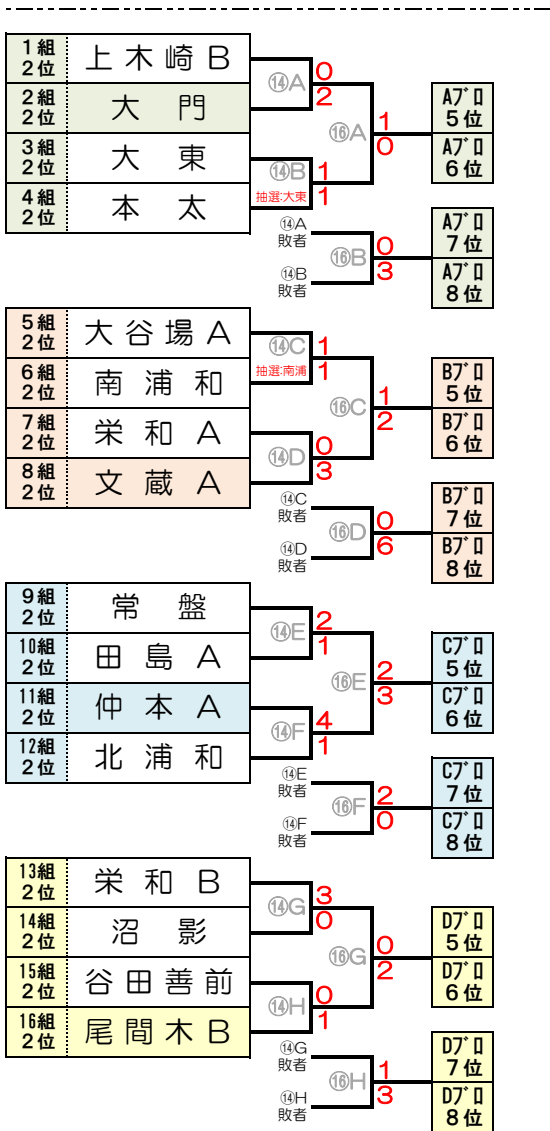 1組
2位
上木崎B
2組
2位
大門
3組
2位
大東
4組
2位
本太
⑭A
0
2
⑭B
1
抽選:大東
1
⑯A
1
0
⑭A
敗者
⑭B
敗者
⑯B
0
3
Aブロ
5位
Aブロ
6位
Aブロ
7位
Aブロ
8位
5組
2位
大谷場A
6組
2位
南浦和
7組
2位
栄和A
8組
2位
文蔵A
⑭C
1
抽選:南浦
1
⑭D
0
3
⑯C
1
2
⑭C
敗者
⑭D
敗者
⑯D
0
6
Bブロ
5位
Bブロ
6位
Bブロ
7位
Bブロ
8位
9組
2位
常盤
10組
2位
田島A
11組
2位
仲本A
12組
2位
北浦和
⑭E
2
1
⑭F
4
1
⑯E
2
3
⑭E
敗者
⑭F
敗者
⑯F
2
0
Cブロ
5位
Cブロ
6位
Cブロ
7位
Cブロ
8位
13組
2位
栄和B
14組
2位
沼影
15組
2位
谷田善前
16組
2位
尾間木B
⑭G
3
0
⑭H
0
1
⑯G
0
2
⑭G
敗者
⑭H
敗者
⑯H
1
3
Dブロ
5位
Dブロ
6位
Dブロ
7位
Dブロ
8位